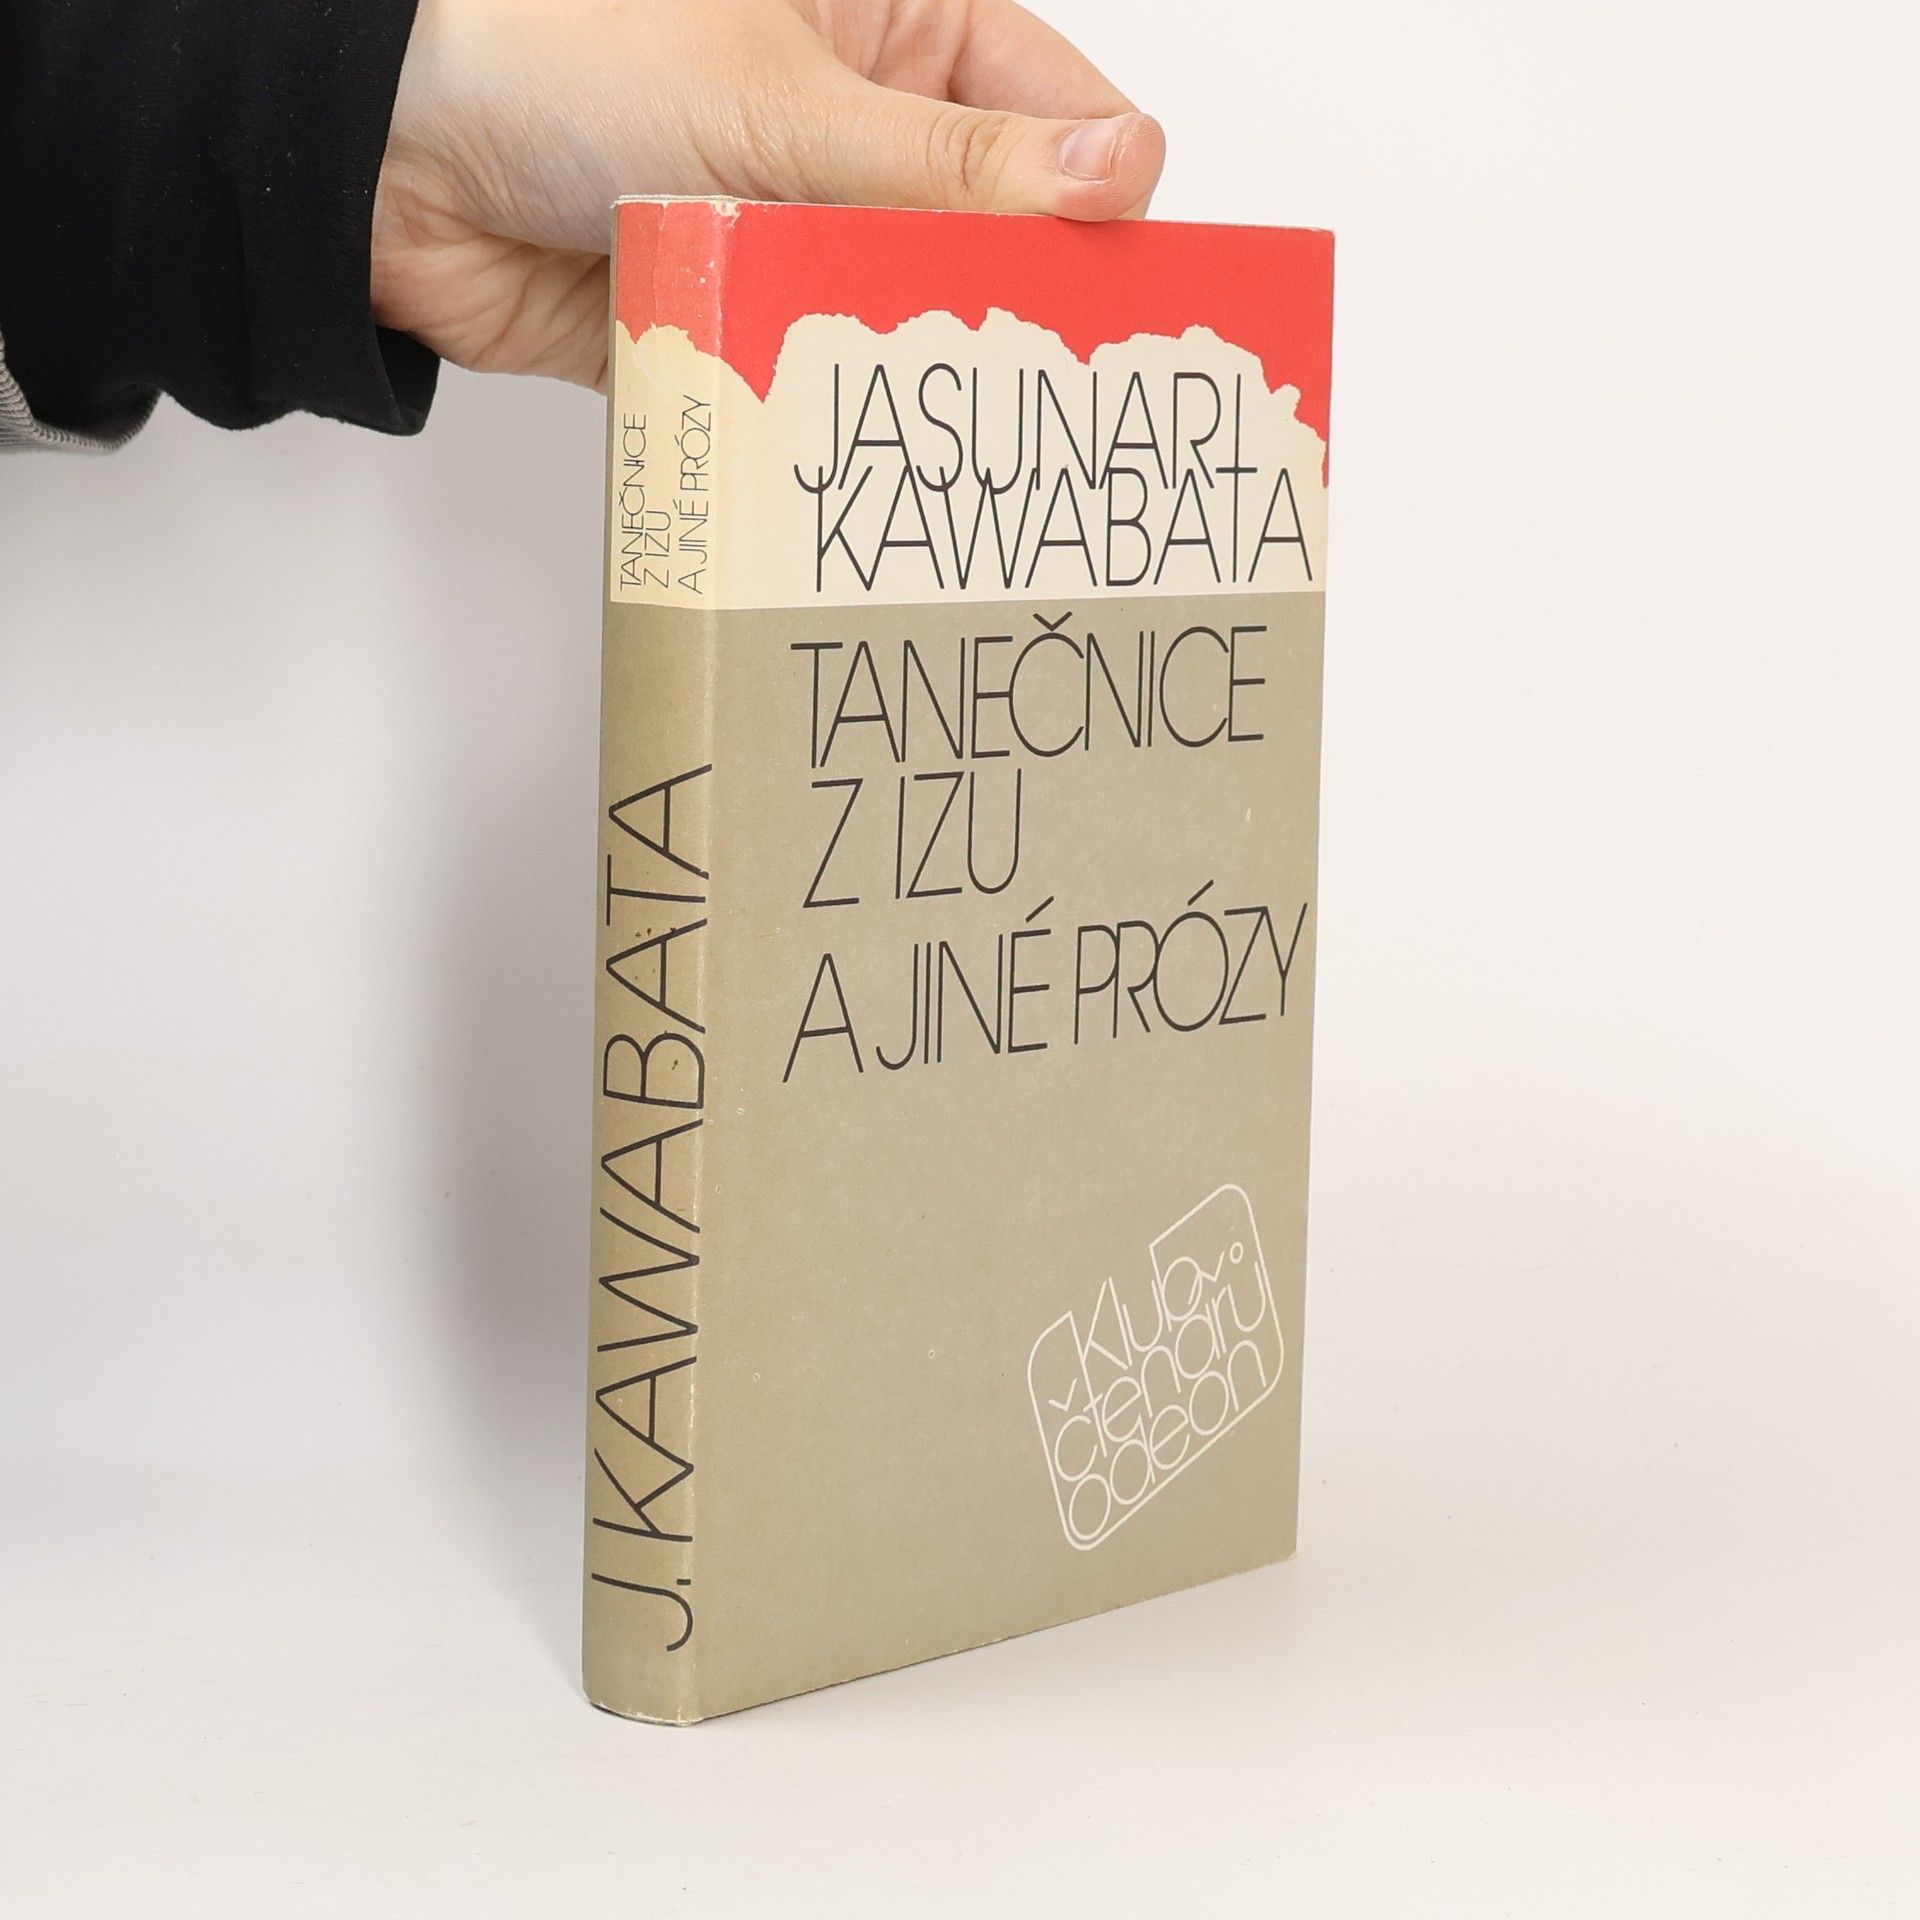 JASUNARI
KAWABATA
TANEČNICE
Z IZU
A JINÉ PRÓZY
klub
čtenářů
odeon
TANEČNICE
Z IZU
A JINÉ PRÓZY
J. KAWABATA